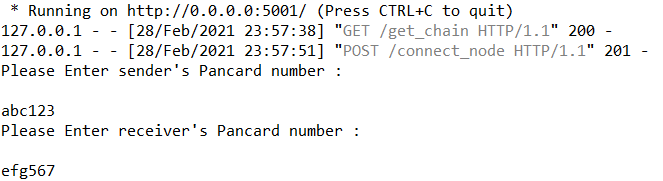 * Running on http://0.0.0.0:5001/ (Press CTRL+C to quit)
127.0.0.1 - - [28/Feb/2021 23:57:38] "GET /get_chain HTTP/1.1" 200 -
127.0.0.1 - - [28/Feb/2021 23:57:51] "POST /connect_node HTTP/1.1" 201 -
Please Enter sender's Pancard number :
abc123
Please Enter receiver's Pancard number :
efg567